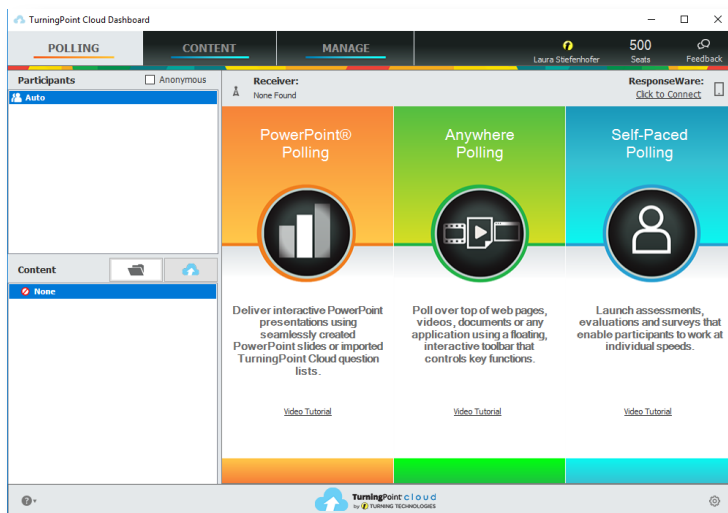 TurningPoint Cloud Dashboard
POLLING
CONTENT
MANAGE
Laura Stiefenhofer
500
Seats
Feedback
Participants
Anonymous
Auto
Receiver:
None Found
ResponseWare:
Click to Connect
PowerPoint®
Polling
Anywhere
Polling
Self-Paced
Polling
Content
None
Deliver interactive PowerPoint
presentations using
seamlessly created
PowerPoint slides or imported
TurningPoint Cloud question
lists.
Video Tutorial
Poll over top of web pages,
videos, documents or any
application using a floating,
interactive toolbar that
controls key functions.
Video Tutorial
Launch assessments,
evaluations and surveys that
enable participants to work at
individual speeds.
Video Tutorial
TurningPoint cloud
by TURNING TECHNOLOGIES